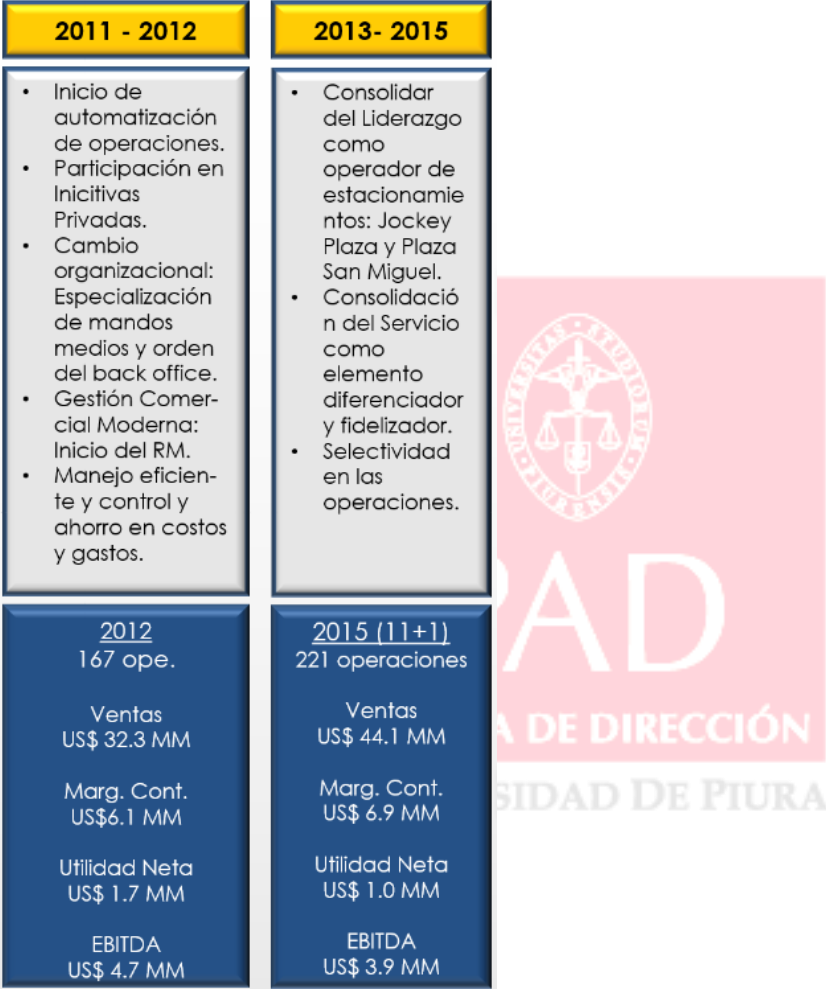 2011 - 2012
• Inicio de
automatización
de operaciones.
• Participación en
Inicitivas
Privadas.
• Cambio
organizacional:
Especialización
de mandos
medios y orden
del back office.
• Gestión Comer-
cial Moderna:
Inicio del RM.
• Manejo eficien-
te y control y
ahorro en costos
y gastos.
2012
167 ope.
Ventas
US$ 32.3 MM
Marg. Cont.
US$6.1 MM
Utilidad Neta
US$ 1.7 MM
EBITDA
US$ 4.7 MM
2013- 2015
• Consolidar
del Liderazgo
como
operador de
estacionamie
ntos: Jockey
Plaza y Plaza
San Miguel.
• Consolidació
n del Servicio
como
elemento
diferenciador
y fidelizador.
• Selectividad
en las
operaciones.
2015 (11+1)
221 operaciones
Ventas
US$ 44.1 MM
Marg. Cont.
US$ 6.9 MM
Utilidad Neta
US$ 1.0 MM
EBITDA
US$ 3.9 MM
UNIVERSITAS STUDIORUM PIURENSIS
PAD
A DE DIRECCIÓN
SIDAD DE PIURA